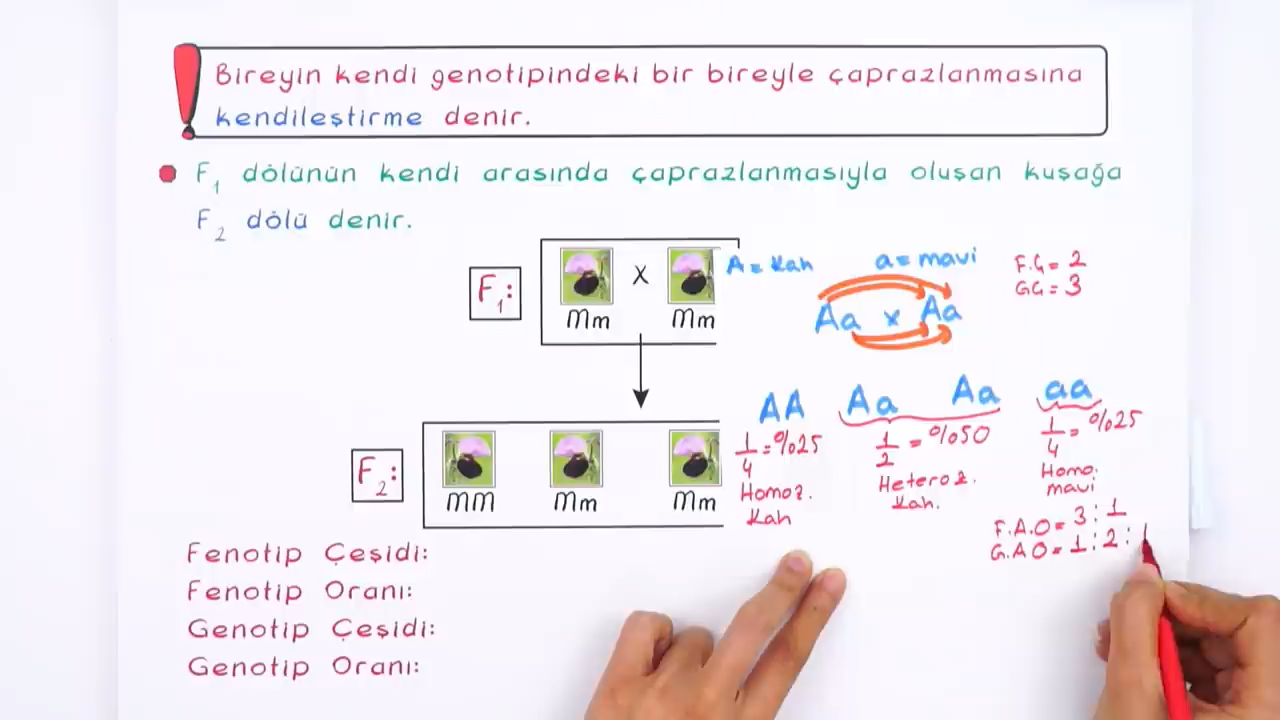 Bireyin kendi genotipindeki bir bireyle çaprazlanmasına
kendileştirme denir.
F1 dölünün kendi arasında çaprazlanmasıyla oluşan kuşağa
F2 dölü denir.
A = Kah a = mavi F.Ç = 2
GÇ = 3
F1: x
Mm Mm
Aa x Aa
AA Aa Aa aa
1/4 = %25 1/2 = %50 1/4 = %25
F2:
MM Mm Mm
Homoz. Kah
Heteroz. Kah.
Homo. mavi
F.A.O = 3 : 1
G.A O = 1 : 2 : 1
Fenotip Çeşidi:
Fenotip Oranı:
Genotip Çeşidi:
Genotip Oranı: